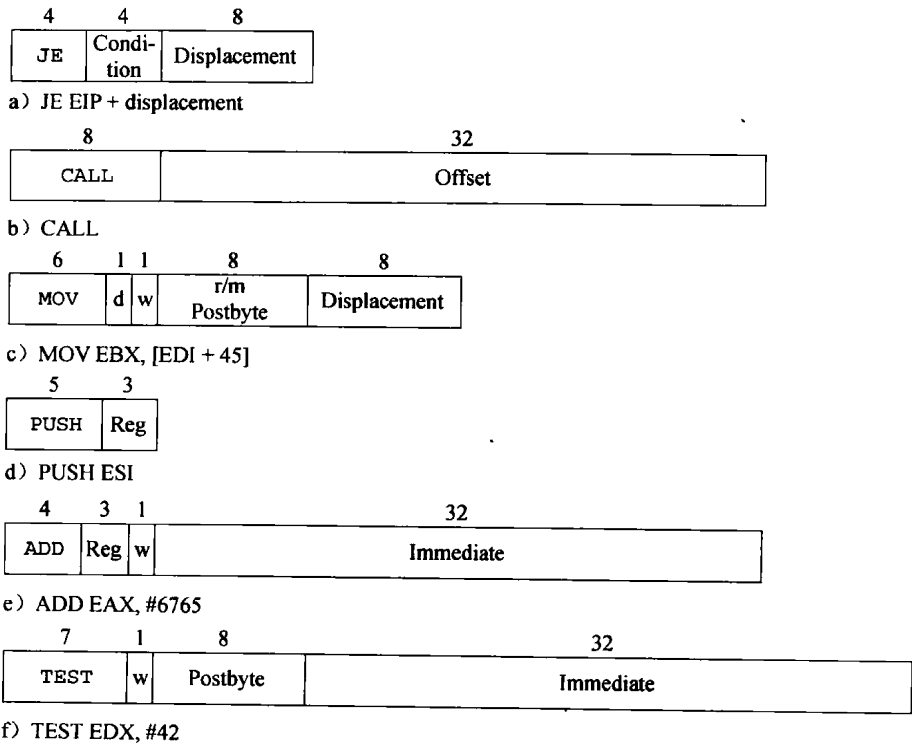 4 4 8
JE Condi- Displacement
tion
a）JE EIP + displacement
8 32
CALL Offset
b）CALL
6 1 1 8 8
MOV d w r/m Displacement
Postbyte
c）MOV EBX, [EDI + 45]
5 3
PUSH Reg
d）PUSH ESI
4 3 1 32
ADD Reg w Immediate
e）ADD EAX, #6765
7 1 8 32
TEST w Postbyte Immediate
f）TEST EDX, #42